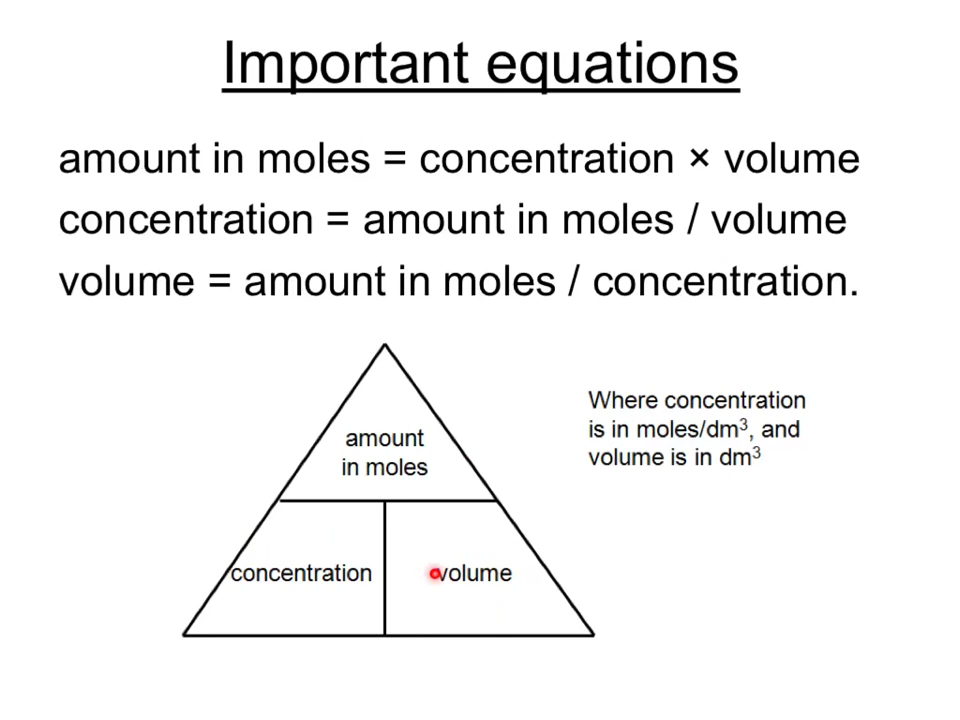 Important equations
amount in moles = concentration × volume
concentration = amount in moles / volume
volume = amount in moles / concentration.
amount
in moles
concentration
volume
Where concentration
is in moles/dm³, and
volume is in dm³